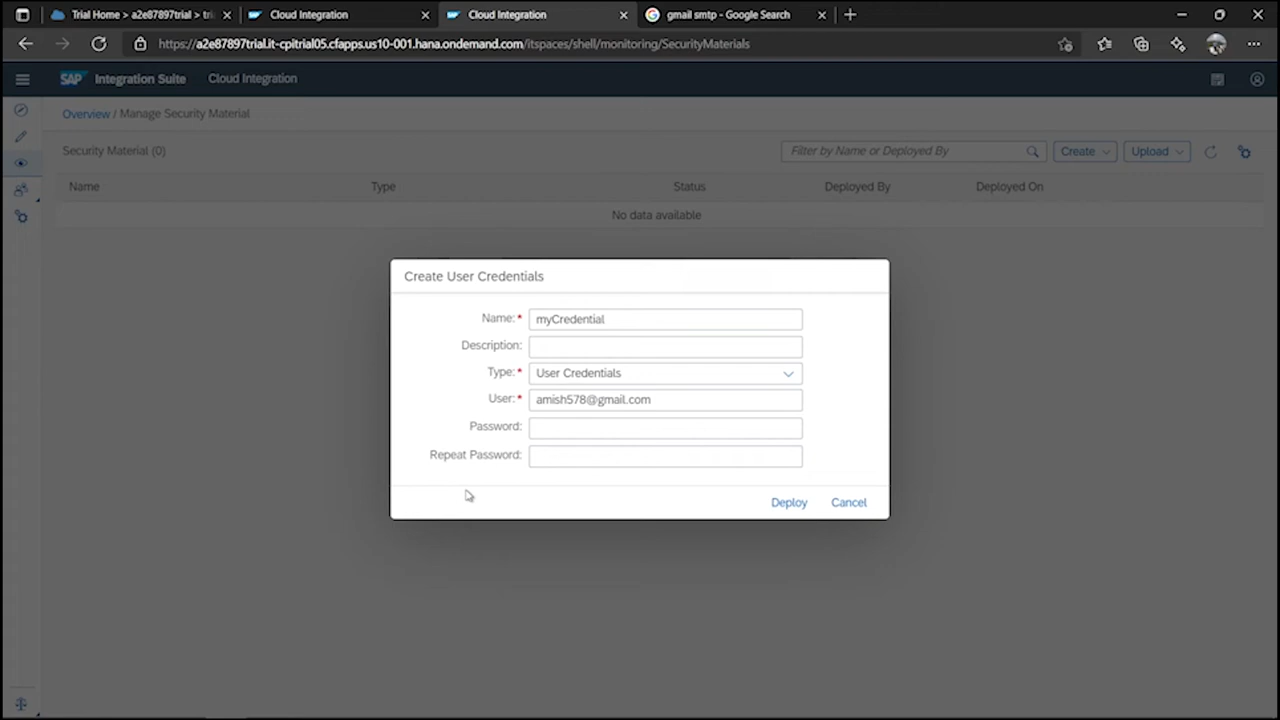 Trial Home > a2e87897trial > tri
Cloud Integration
Cloud Integration
gmail smtp - Google Search
https://a2e87897trial.it-cpitrial05.cfapps.us10-001.hana.ondemand.com/itspaces/shell/monitoring/SecurityMaterials
SAP Integration Suite Cloud Integration
Overview / Manage Security Material
Security Material (0)
Filter by Name or Deployed By
Create
Upload
Name Type Status Deployed By Deployed On
No data available
Create User Credentials
Name:* myCredential
Description:
Type:* User Credentials
User:* amish578@gmail.com
Password:
Repeat Password:
Deploy Cancel